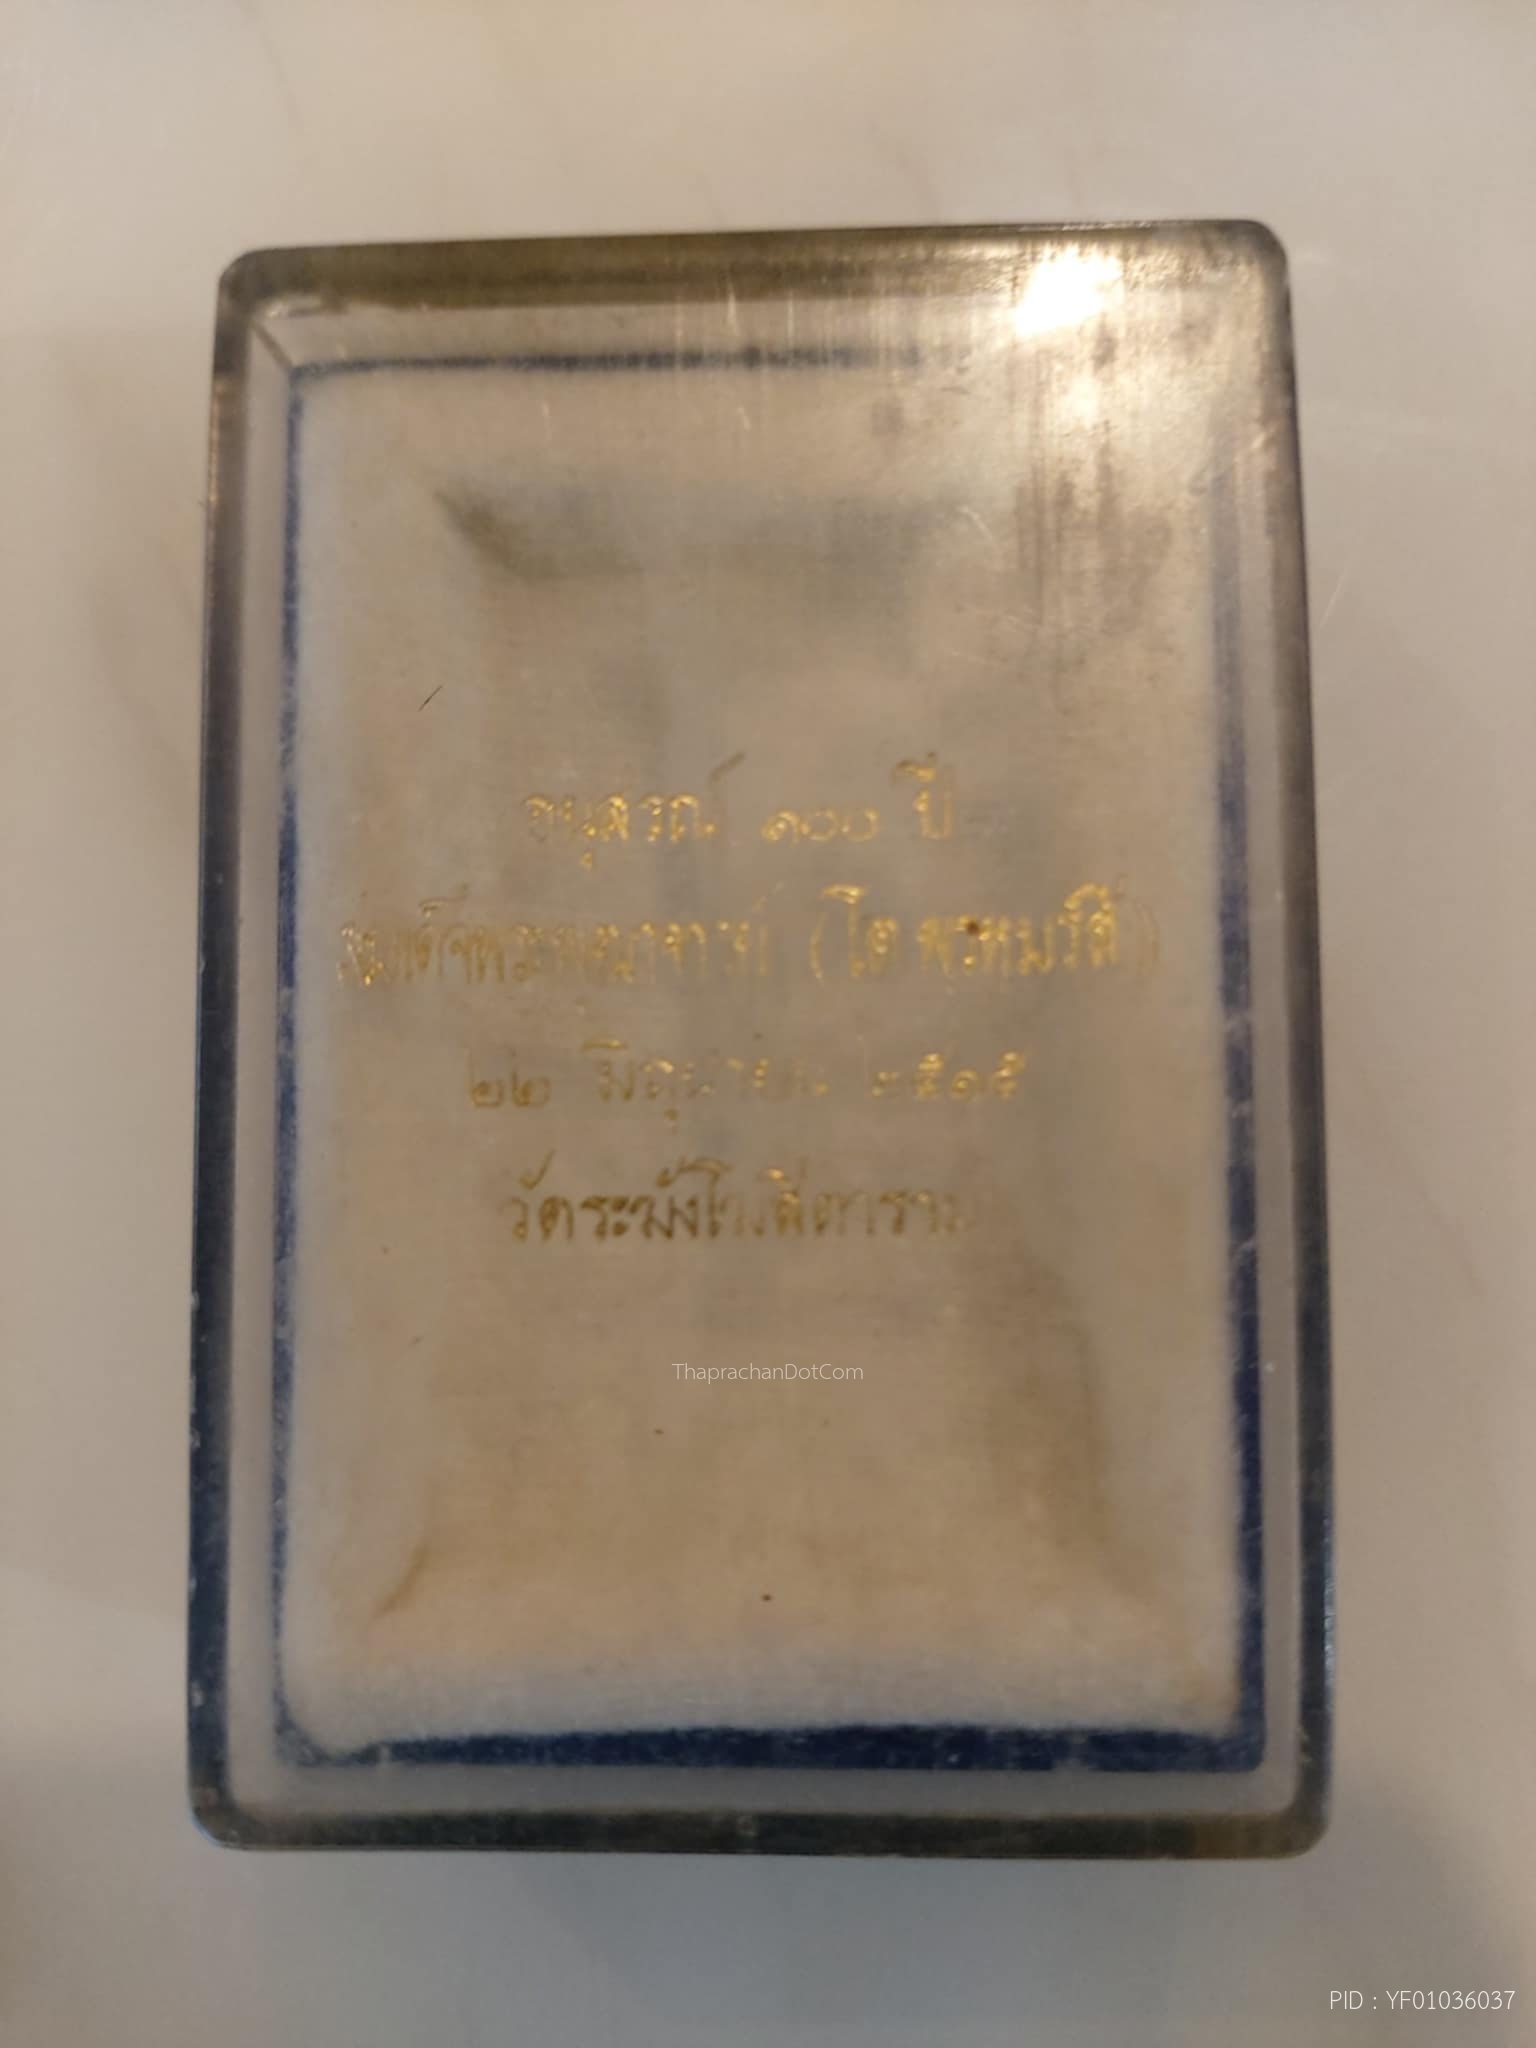 อนุสรณ์ ๑๐๐ ปี
สมเด็จพระพุฒาจารย์ (โต พฺรหฺมรํสี)
๒๒ มิถุนายน ๒๕๑๕
วัดระฆังโฆสิตาราม
ThaprachanDotCom
PID : YF01036037